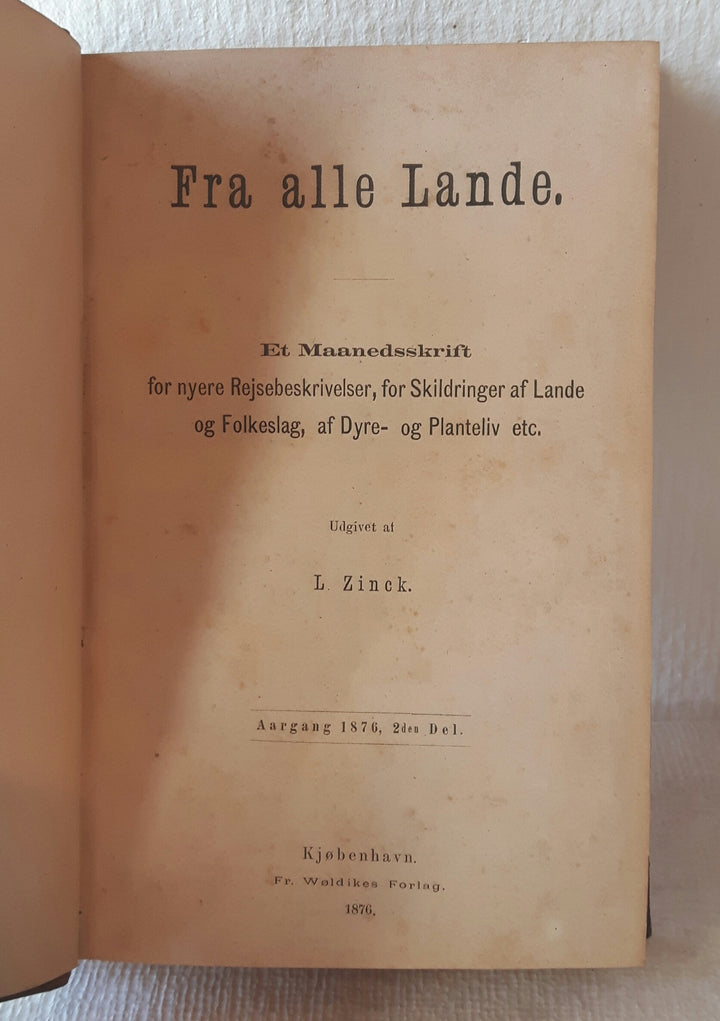 Fra alle Lande.
Et Maanedsskrift
for nyere Rejsebeskrivelser, for Skildringer af Lande
og Folkeslag, af Dyre- og Planteliv etc.
Udgivet af
L. Zinck.
Aargang 1876, 2den Del.
Kjøbenhavn.
Fr. Wøldikes Forlag.
1876.